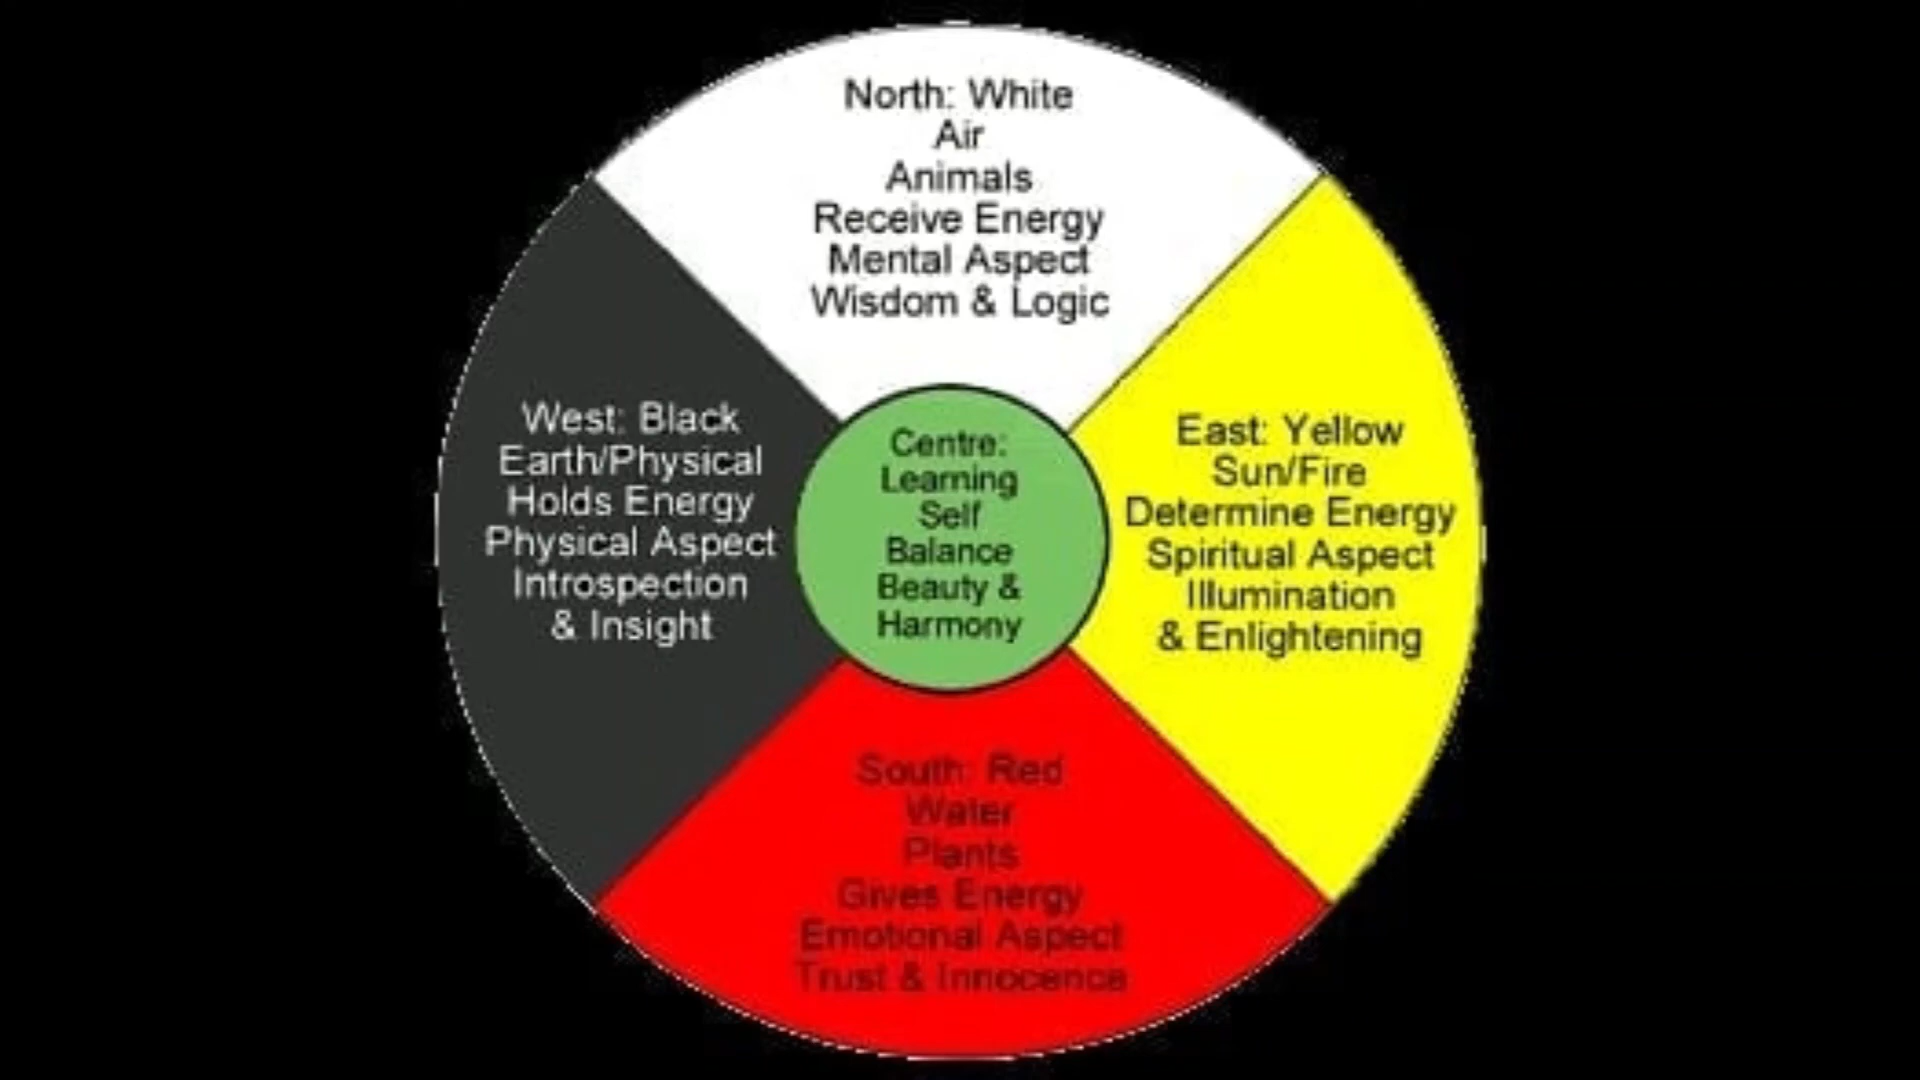 North: White
Air
Animals
Receive Energy
Mental Aspect
Wisdom & Logic
West: Black
Earth/Physical
Holds Energy
Physical Aspect
Introspection
& Insight
Centre:
Learning
Self
Balance
Beauty &
Harmony
East: Yellow
Sun/Fire
Determine Energy
Spiritual Aspect
Illumination
& Enlightening
South: Red
Water
Plants
Gives Energy
Emotional Aspect
Trust & Innocence